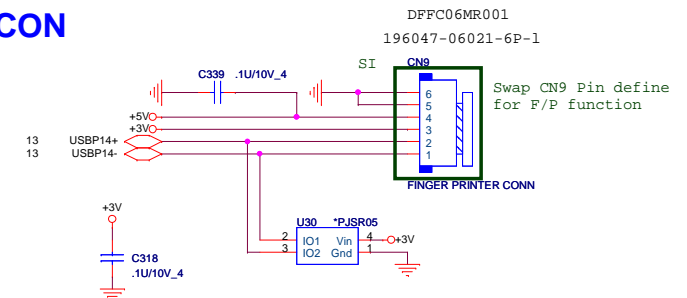 CON
DFFC06MR001
196047-06021-6P-l
SI
CN9
C339 .1U/10V_4
Swap CN9 Pin define
for F/P function
6
5
+5V 4
+3V 3
13 USBP14+ 2
13 USBP14- 1
FINGER PRINTER CONN
+3V
U30 *PJSR05
2 IO1 Vin 4 +3V
3 IO2 Gnd 1
C318
.1U/10V_4